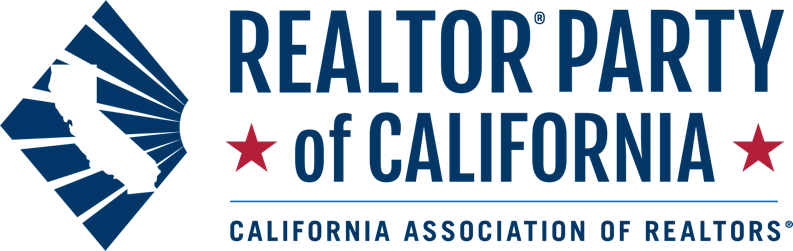 REALTOR® PARTY
of CALIFORNIA
CALIFORNIA ASSOCIATION OF REALTORS®